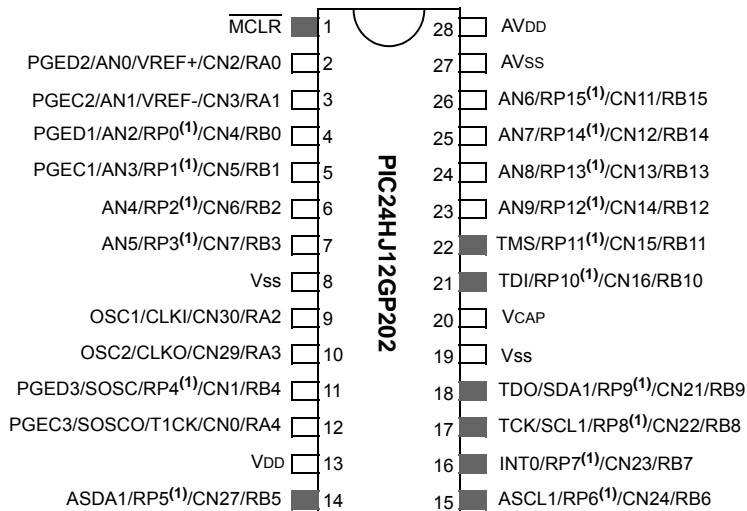 MCLR 1 28 AVDD
PGED2/AN0/VREF+/CN2/RA0 2 27 AVSS
PGEC2/AN1/VREF-/CN3/RA1 3 26 AN6/RP15(1)/CN11/RB15
PGED1/AN2/RP0(1)/CN4/RB0 4 25 AN7/RP14(1)/CN12/RB14
PGEC1/AN3/RP1(1)/CN5/RB1 5 24 AN8/RP13(1)/CN13/RB13
AN4/RP2(1)/CN6/RB2 6 23 AN9/RP12(1)/CN14/RB12
AN5/RP3(1)/CN7/RB3 7 22 TMS/RP11(1)/CN15/RB11
VSS 8 21 TDI/RP10(1)/CN16/RB10
OSC1/CLKI/CN30/RA2 9 20 VCAP
OSC2/CLKO/CN29/RA3 10 19 VSS
PGED3/SOSC/RP4(1)/CN1/RB4 11 18 TDO/SDA1/RP9(1)/CN21/RB9
PGEC3/SOSCO/T1CK/CN0/RA4 12 17 TCK/SCL1/RP8(1)/CN22/RB8
VDD 13 16 INT0/RP7(1)/CN23/RB7
ASDA1/RP5(1)/CN27/RB5 14 15 ASCL1/RP6(1)/CN24/RB6
PIC24HJ12GP202